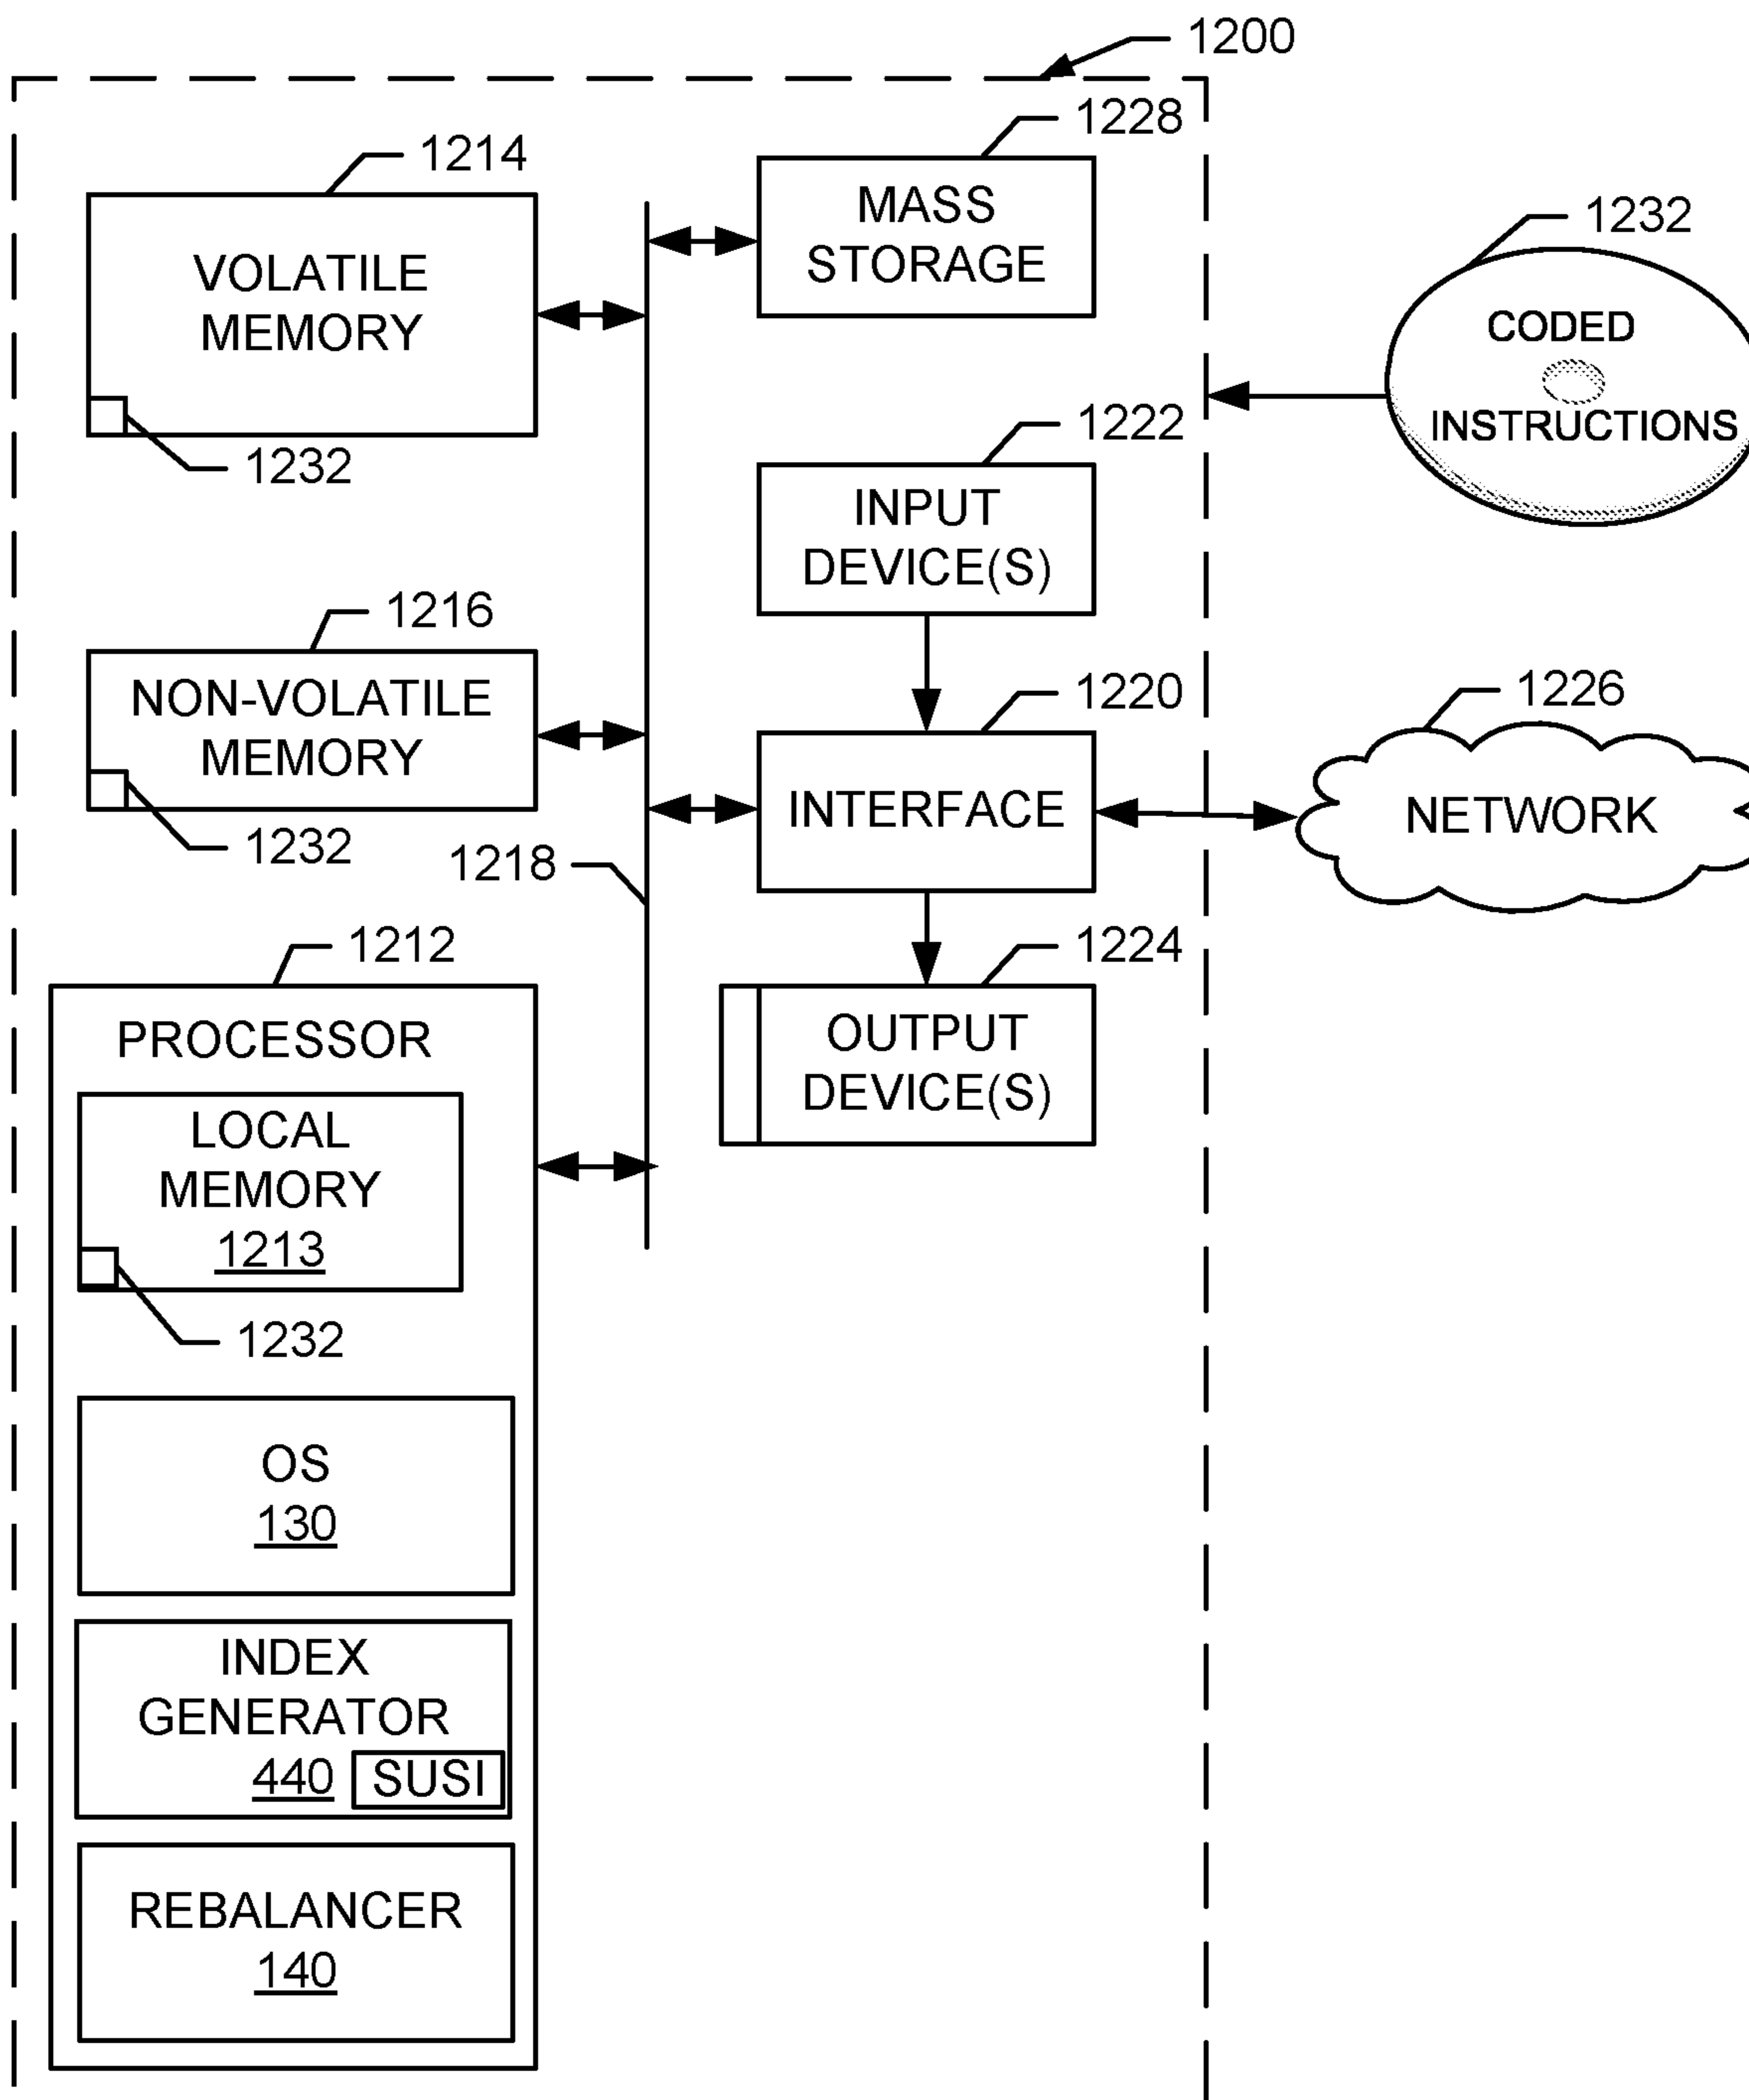 1200
1228
1214
MASS
STORAGE
VOLATILE
MEMORY
1232
1232
CODED
INSTRUCTIONS
1222
INPUT
DEVICE(S)
1216
NON-VOLATILE
MEMORY
1232
1220
INTERFACE
1226
NETWORK
1218
1212
PROCESSOR
1224
OUTPUT
DEVICE(S)
LOCAL
MEMORY
1213
1232
OS
130
INDEX
GENERATOR
440 SUSI
REBALANCER
140